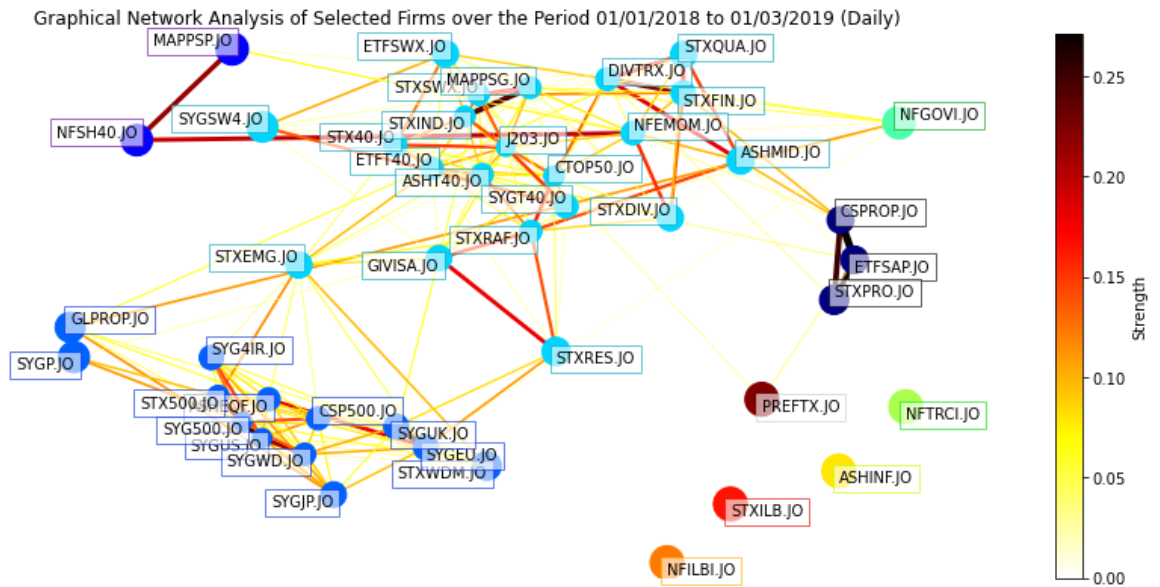 Graphical Network Analysis of Selected Firms over the Period 01/01/2018 to 01/03/2019 (Daily)
MAPPSP.JO
ETFSWX.JO
STXQUA.JO
DIVTRX.JO
MAPPSG.JO
STXSWX.JO
STXFIN.JO
NFGOVI.JO
SYGSW4.JO
NFSH40.JO
STXIND.JO
NFEMOM.JO
STX40.JO
J203.JO
ASHMID.JO
ETFT40.JO
CTOP50.JO
ASHT40.JO
SYGT40.JO
STXDIV.JO
CSPROP.JO
STXRAF.JO
STXEMG.JO
GIVISA.JO
ETFSAP.JO
STXPRO.JO
GLPROP.JO
SYG4IR.JO
SYGP.JO
STXRES.JO
STX500.JO
CSP500.JO
PREFTX.JO
NFTRCI.JO
SYG500.JO
SYGUK.JO
SYGUS.JO
SYGEU.JO
SYGWD.JO
STXWDM.JO
ASHINF.JO
SYGJP.JO
STXILB.JO
NFILBI.JO
0.25
0.20
0.15
0.10
0.05
0.00
Strength